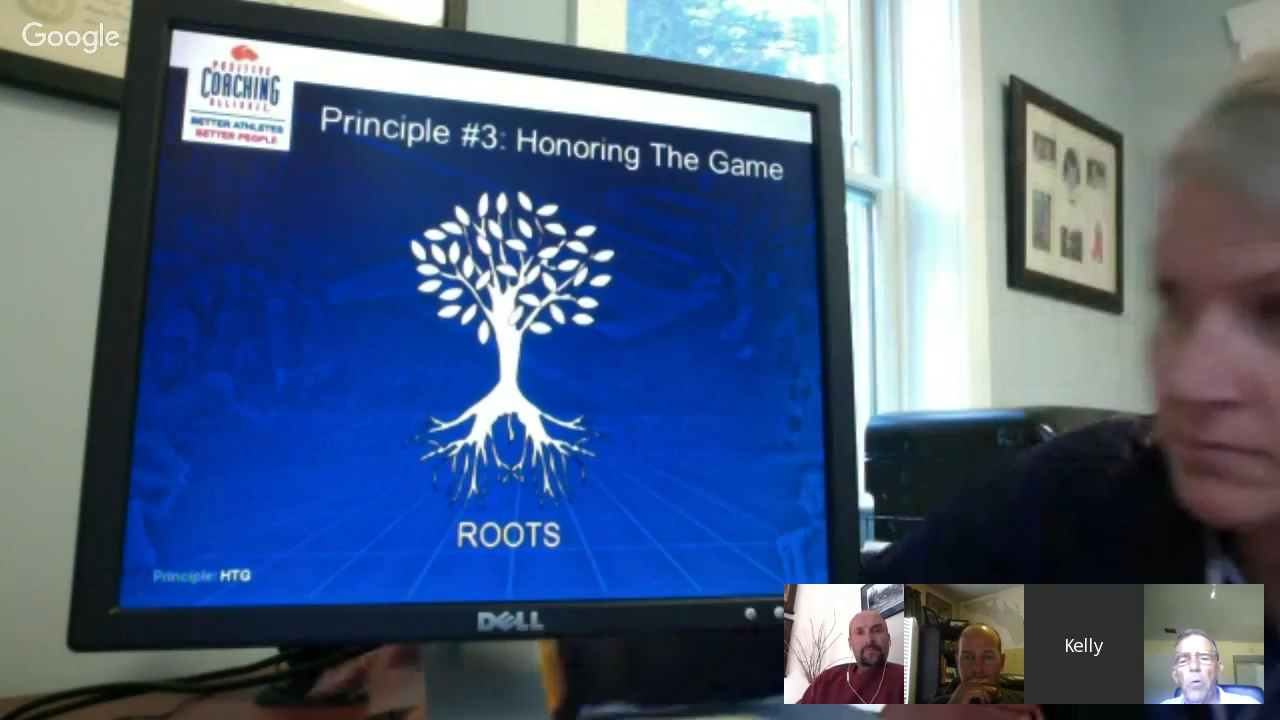 Google
POSITIVE
COACHING
ALLIANCE
BETTER ATHLETES
BETTER PEOPLE
Principle #3: Honoring The Game
ROOTS
Principle: HTG
DELL
Kelly